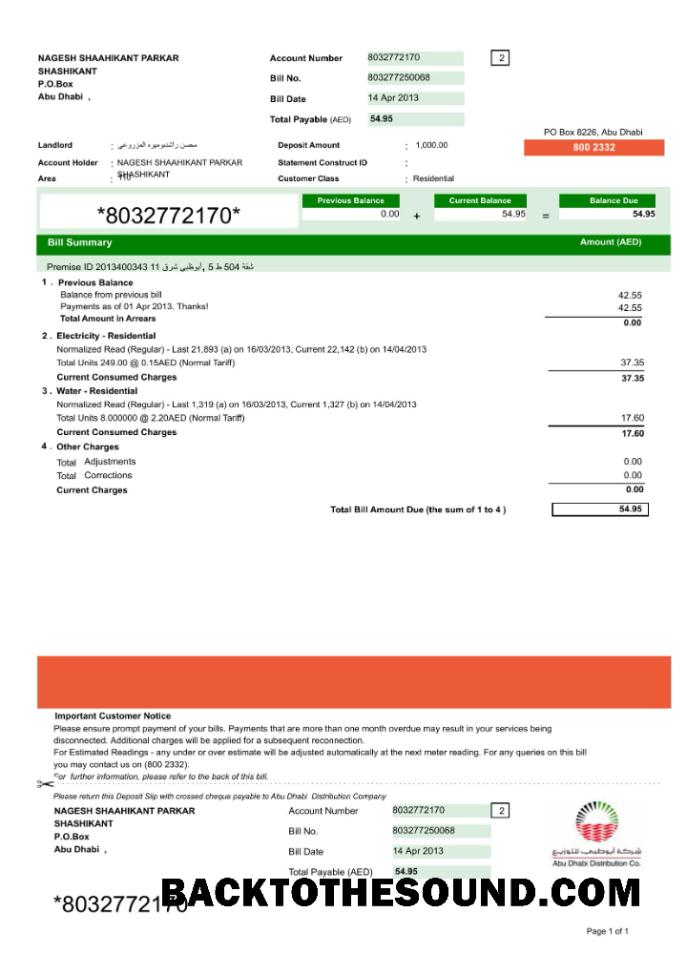 NAGESH SHAAHIKANT PARKAR
SHASHIKANT
P.O.Box
Abu Dhabi ,
Account Number 8032772170 2
Bill No. 803277250068
Bill Date 14 Apr 2013
Total Payable (AED) 54.95
PO Box 8226, Abu Dhabi
800 2332
Landlord : محسن راشدبوميره المزروعي
Deposit Amount : 1,000.00
Account Holder : NAGESH SHAAHIKANT PARKAR
SHASHIKANT
Statement Construct ID :
Area : 110
Customer Class : Residential
*8032772170*
Previous Balance Current Balance Balance Due
0.00 + 54.95 = 54.95
Bill Summary Amount (AED)
Premise ID 2013400343 شقة 504 ط 5 ,أبوظبي شرق 11
1 . Previous Balance
Balance from previous bill 42.55
Payments as of 01 Apr 2013. Thanks! 42.55
Total Amount in Arrears 0.00
2 . Electricity - Residential
Normalized Read (Regular) - Last 21,893 (a) on 16/03/2013, Current 22,142 (b) on 14/04/2013
Total Units 249.00 @ 0.15AED (Normal Tariff) 37.35
Current Consumed Charges 37.35
3 . Water - Residential
Normalized Read (Regular) - Last 1,319 (a) on 16/03/2013, Current 1,327 (b) on 14/04/2013
Total Units 8.000000 @ 2.20AED (Normal Tariff) 17.60
Current Consumed Charges 17.60
4 . Other Charges
Total Adjustments 0.00
Total Corrections 0.00
Current Charges 0.00
Total Bill Amount Due (the sum of 1 to 4 ) 54.95
Important Customer Notice
Please ensure prompt payment of your bills. Payments that are more than one month overdue may result in your services being
disconnected. Additional charges will be applied for a subsequent reconnection.
For Estimated Readings - any under or over estimate will be adjusted automatically at the next meter reading. For any queries on this bill
you may contact us on (800 2332).
For further information, please refer to the back of this bill.
Please return this Deposit Slip with crossed cheque payable to Abu Dhabi Distribution Company
NAGESH SHAAHIKANT PARKAR
SHASHIKANT
P.O.Box
Abu Dhabi ,
Account Number 8032772170 2
Bill No. 803277250068
Bill Date 14 Apr 2013
Total Payable (AED) 54.95
شركة أبوظبي للتوزيع
Abu Dhabi Distribution Co.
*8032772170
BACKTOTHESOUND.COM
Page 1 of 1